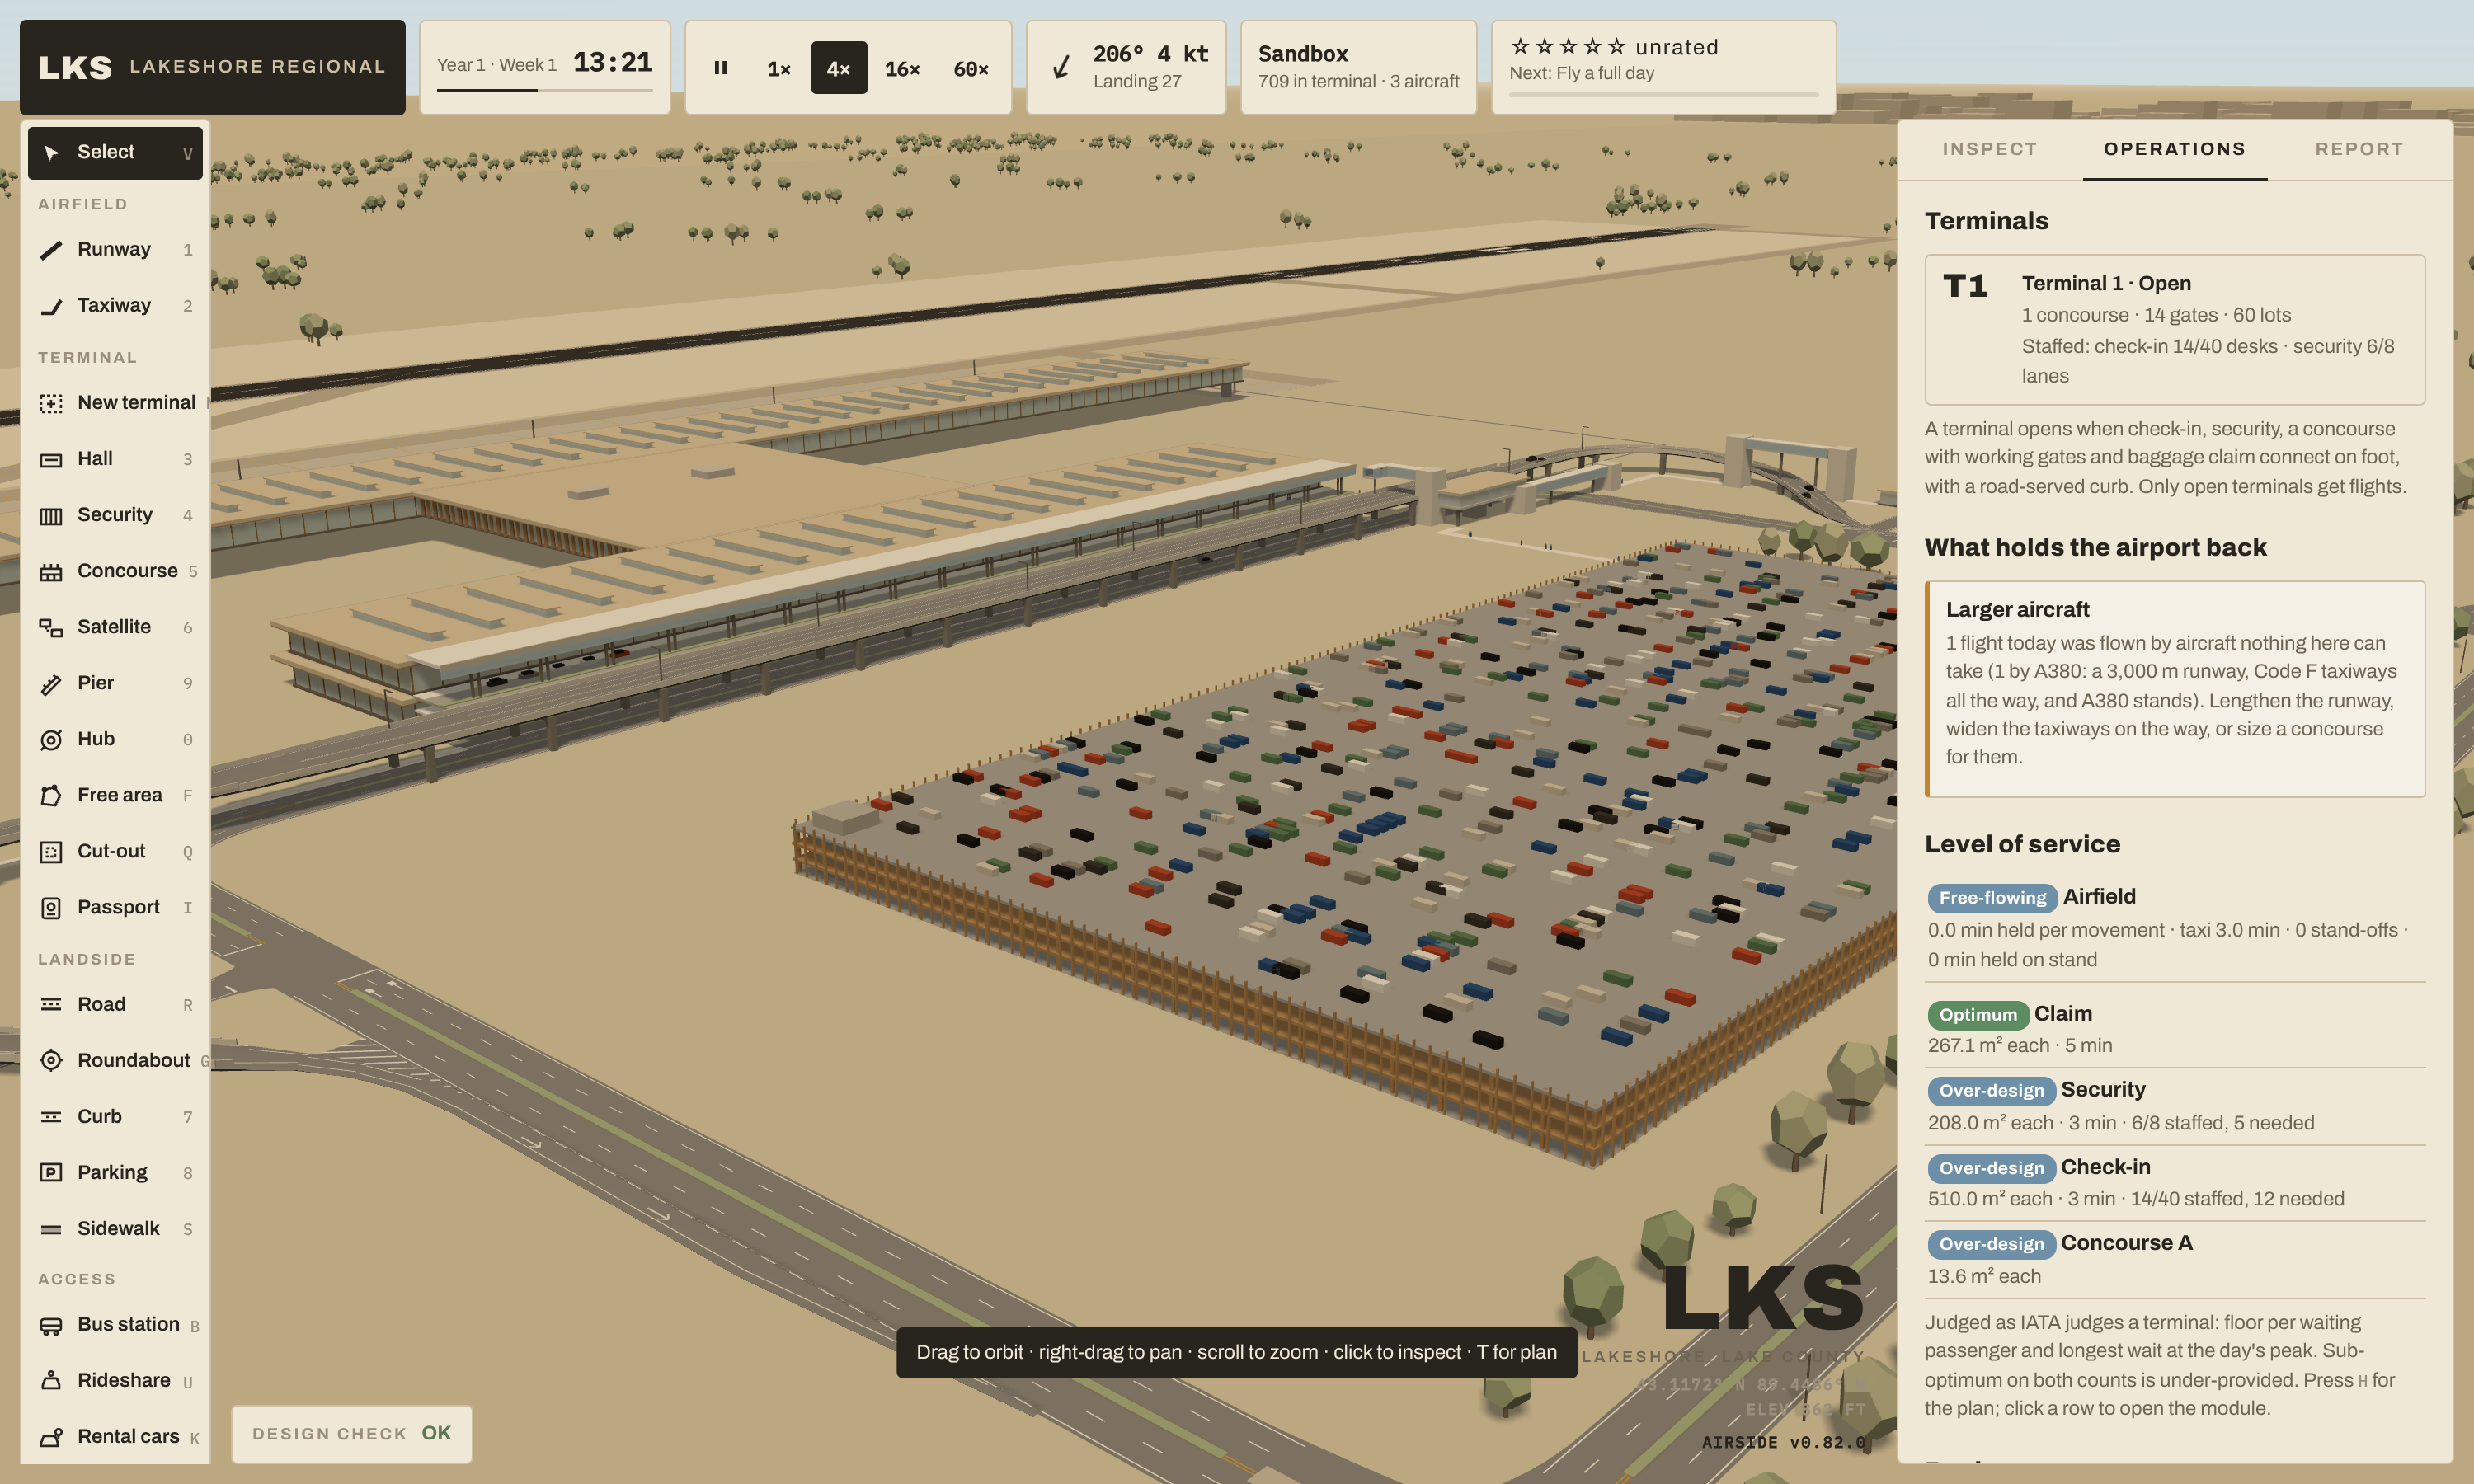 LKS LAKESHORE REGIONAL
Year 1 · Week 1 13:21
1× 4× 16× 60×
206° 4 kt
Landing 27
Sandbox
709 in terminal · 3 aircraft
☆☆☆☆☆ unrated
Next: Fly a full day
Select V
AIRFIELD
Runway 1
Taxiway 2
TERMINAL
New terminal
Hall 3
Security 4
Concourse 5
Satellite 6
Pier 9
Hub 0
Free area F
Cut-out Q
Passport I
LANDSIDE
Road R
Roundabout G
Curb 7
Parking 8
Sidewalk S
ACCESS
Bus station B
Rideshare U
Rental cars K
DESIGN CHECK OK
Drag to orbit · right-drag to pan · scroll to zoom · click to inspect · T for plan
LKS
LAKESHORE, LAKE COUNTY
ELEV 862 FT
AIRSIDE v0.82.0
INSPECT OPERATIONS REPORT
Terminals
T1
Terminal 1 · Open
1 concourse · 14 gates · 60 lots
Staffed: check-in 14/40 desks · security 6/8
lanes
A terminal opens when check-in, security, a concourse
with working gates and baggage claim connect on foot,
with a road-served curb. Only open terminals get flights.
What holds the airport back
Larger aircraft
1 flight today was flown by aircraft nothing here can
take (1 by A380: a 3,000 m runway, Code F taxiways
all the way, and A380 stands). Lengthen the runway,
widen the taxiways on the way, or size a concourse
for them.
Level of service
Free-flowing Airfield
0.0 min held per movement · taxi 3.0 min · 0 stand-offs ·
0 min held on stand
Optimum Claim
267.1 m² each · 5 min
Over-design Security
208.0 m² each · 3 min · 6/8 staffed, 5 needed
Over-design Check-in
510.0 m² each · 3 min · 14/40 staffed, 12 needed
Over-design Concourse A
13.6 m² each
Judged as IATA judges a terminal: floor per waiting
passenger and longest wait at the day's peak. Sub-
optimum on both counts is under-provided. Press H for
the plan; click a row to open the module.